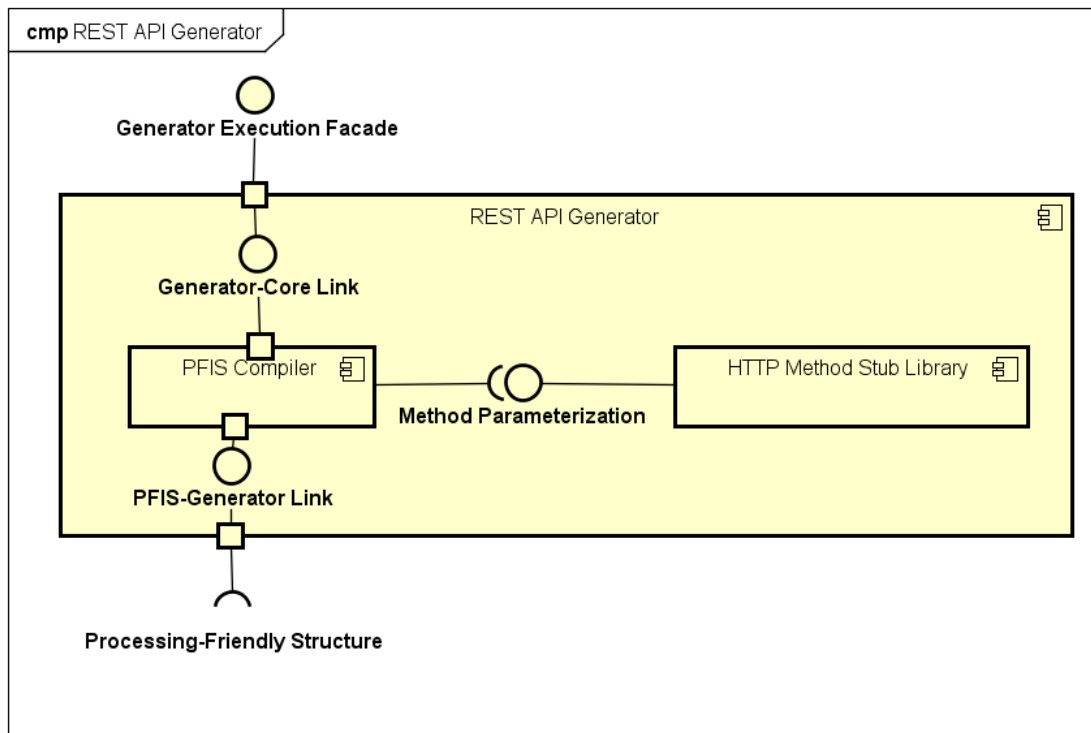 cmp REST API Generator
Generator Execution Facade
REST API Generator
Generator-Core Link
PFIS Compiler
HTTP Method Stub Library
Method Parameterization
PFIS-Generator Link
Processing-Friendly Structure